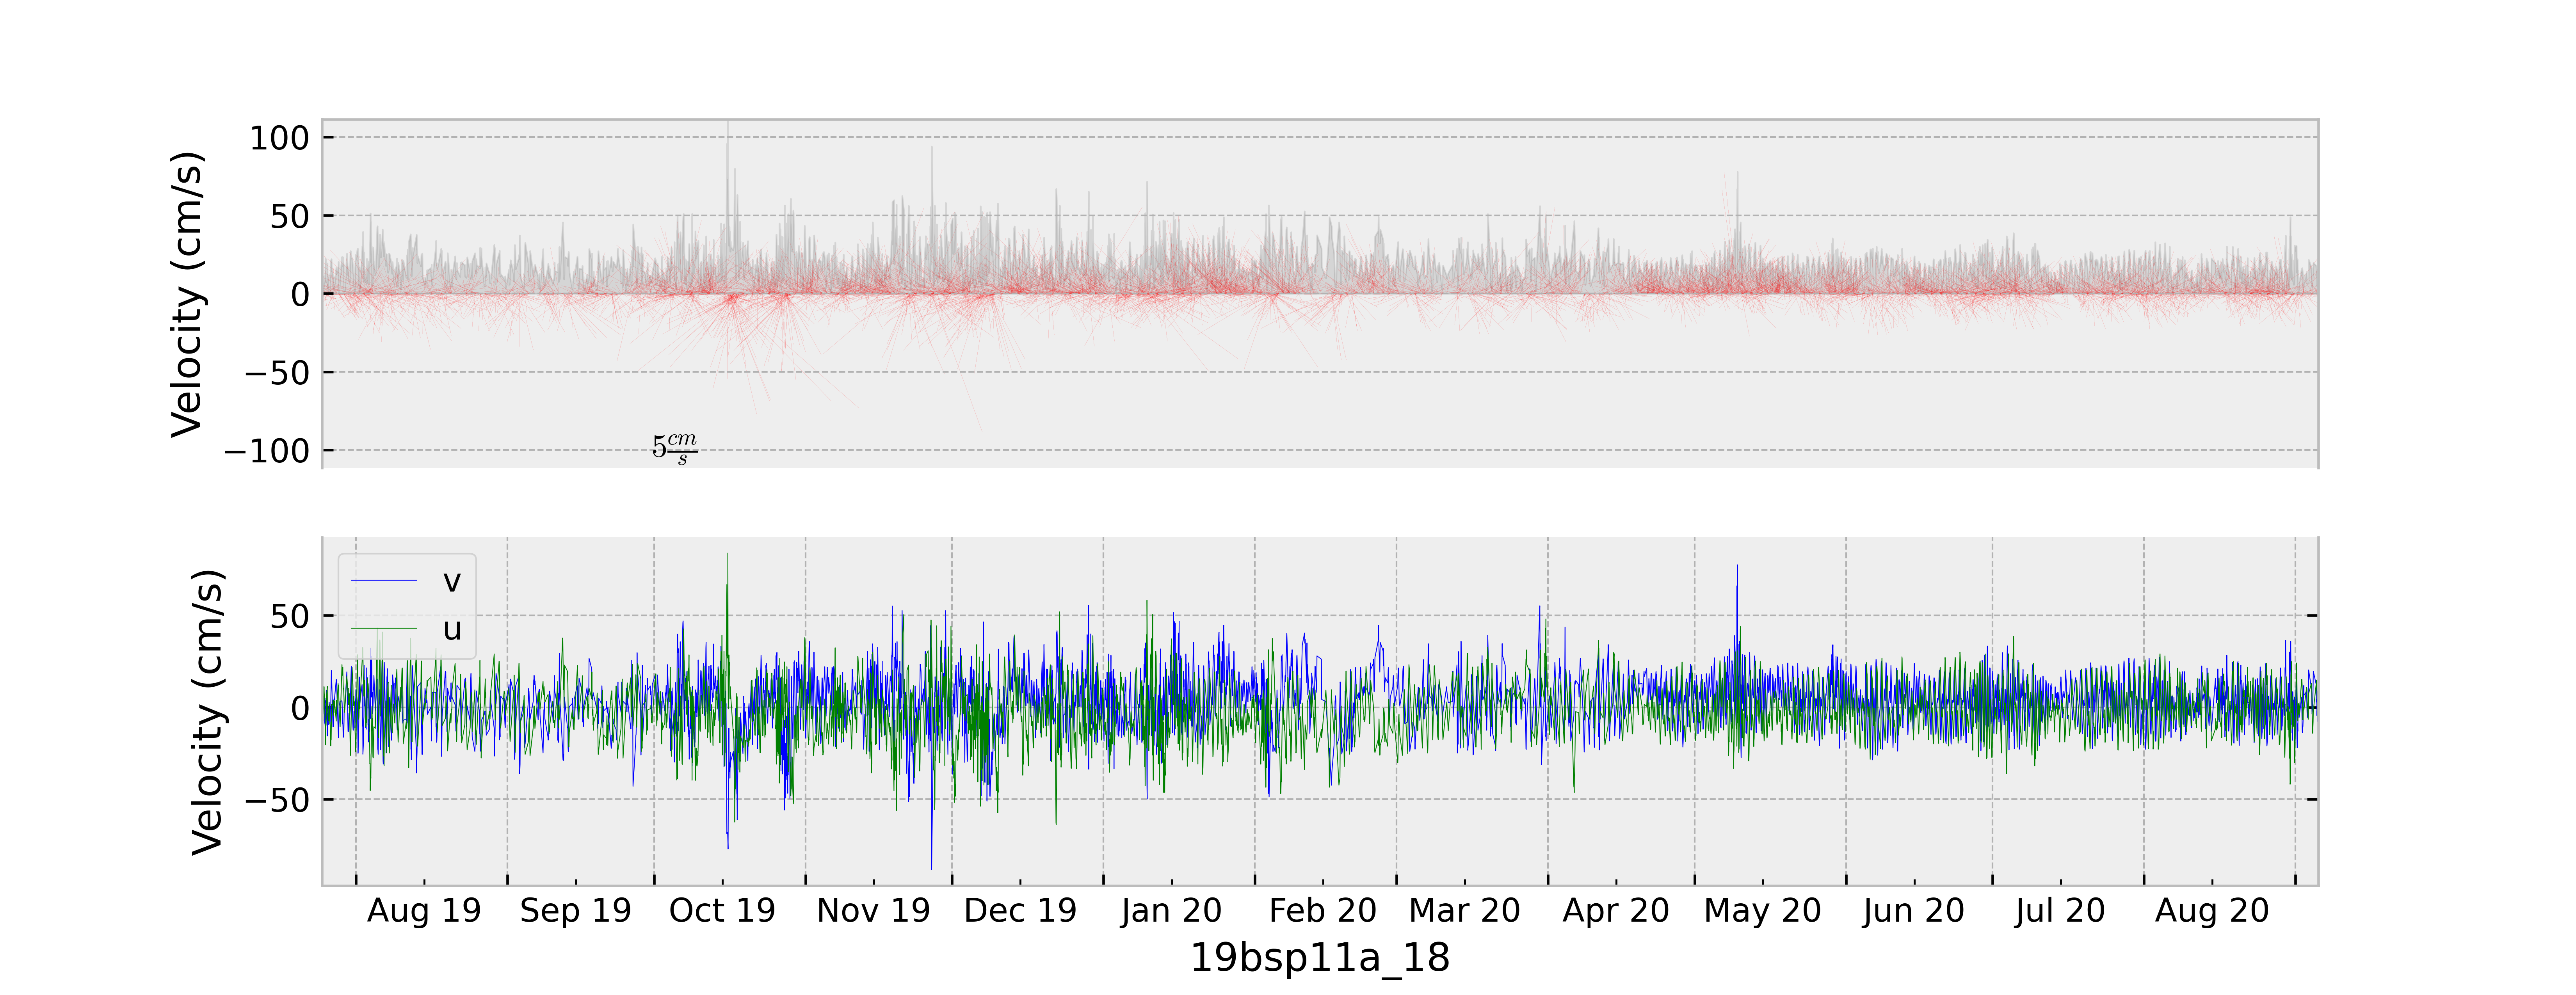 Velocity (cm/s)
100
50
0
−50
−100
5 cm/s
Velocity (cm/s)
50
0
−50
v
u
Aug 19 Sep 19 Oct 19 Nov 19 Dec 19 Jan 20 Feb 20 Mar 20 Apr 20 May 20 Jun 20 Jul 20 Aug 20
19bsp11a_18